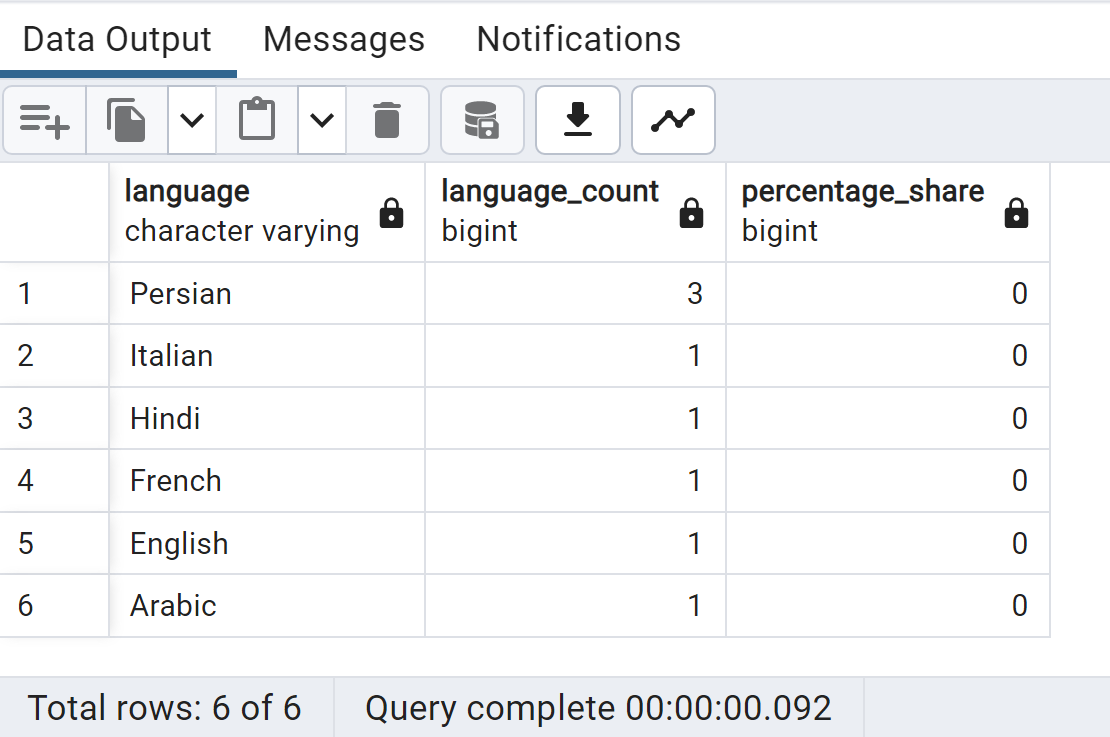 Data Output Messages Notifications
language language_count percentage_share
character varying bigint bigint
1 Persian 3 0
2 Italian 1 0
3 Hindi 1 0
4 French 1 0
5 English 1 0
6 Arabic 1 0
Total rows: 6 of 6 Query complete 00:00:00.092